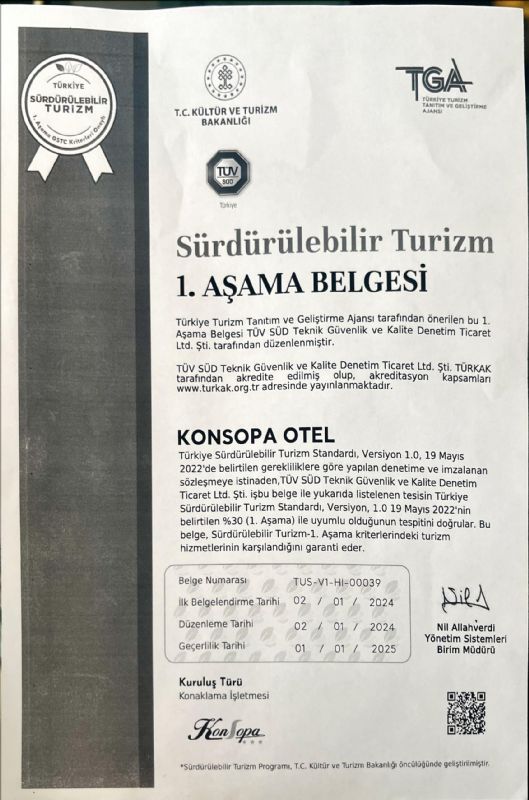 TÜRKİYE
SÜRDÜRÜLEBİLİR
TURİZM
1. Aşama GSTC Kriterleri Onaylı
T.C. KÜLTÜR VE TURİZM
BAKANLIĞI
TGA
TÜRKİYE TURİZM
TANITIM VE GELİŞTİRME
AJANSI
TÜV
SÜD
Türkiye
Sürdürülebilir Turizm
1. AŞAMA BELGESİ
Türkiye Turizm Tanıtım ve Geliştirme Ajansı tarafından önerilen bu 1.
Aşama Belgesi TÜV SÜD Teknik Güvenlik ve Kalite Denetim Ticaret
Ltd. Şti. tarafından düzenlenmiştir.
TÜV SÜD Teknik Güvenlik ve Kalite Denetim Ticaret Ltd. Şti. TÜRKAK
tarafından akredite edilmiş olup, akreditasyon kapsamları
www.turkak.org.tr adresinde yayınlanmaktadır.
KONSOPA OTEL
Türkiye Sürdürülebilir Turizm Standardı, Versiyon 1.0, 19 Mayıs
2022'de belirtilen gerekliliklere göre yapılan denetime ve imzalanan
sözleşmeye istinaden,TÜV SÜD Teknik Güvenlik ve Kalite Denetim
Ticaret Ltd. Şti. işbu belge ile yukarıda listelenen tesisin Türkiye
Sürdürülebilir Turizm Standardı, Versiyon, 1.0 19 Mayıs 2022'nin
belirtilen %30 (1. Aşama) ile uyumlu olduğunun tespitini doğrular. Bu
belge, Sürdürülebilir Turizm-1. Aşama kriterlerindeki turizm
hizmetlerinin karşılandığını garanti eder.
Belge Numarası TUS-V1-HI-00039
İlk Belgelendirme Tarihi 02 / 01 / 2024
Düzenleme Tarihi 02 / 01 / 2024
Geçerlilik Tarihi 01 / 01 / 2025
Nil Allahverdi
Yönetim Sistemleri
Birim Müdürü
Kuruluş Türü
Konaklama İşletmesi
Konsopa
*Sürdürülebilir Turizm Programı, T.C. Kültür ve Turizm Bakanlığı öncülüğünde geliştirilmiştir.